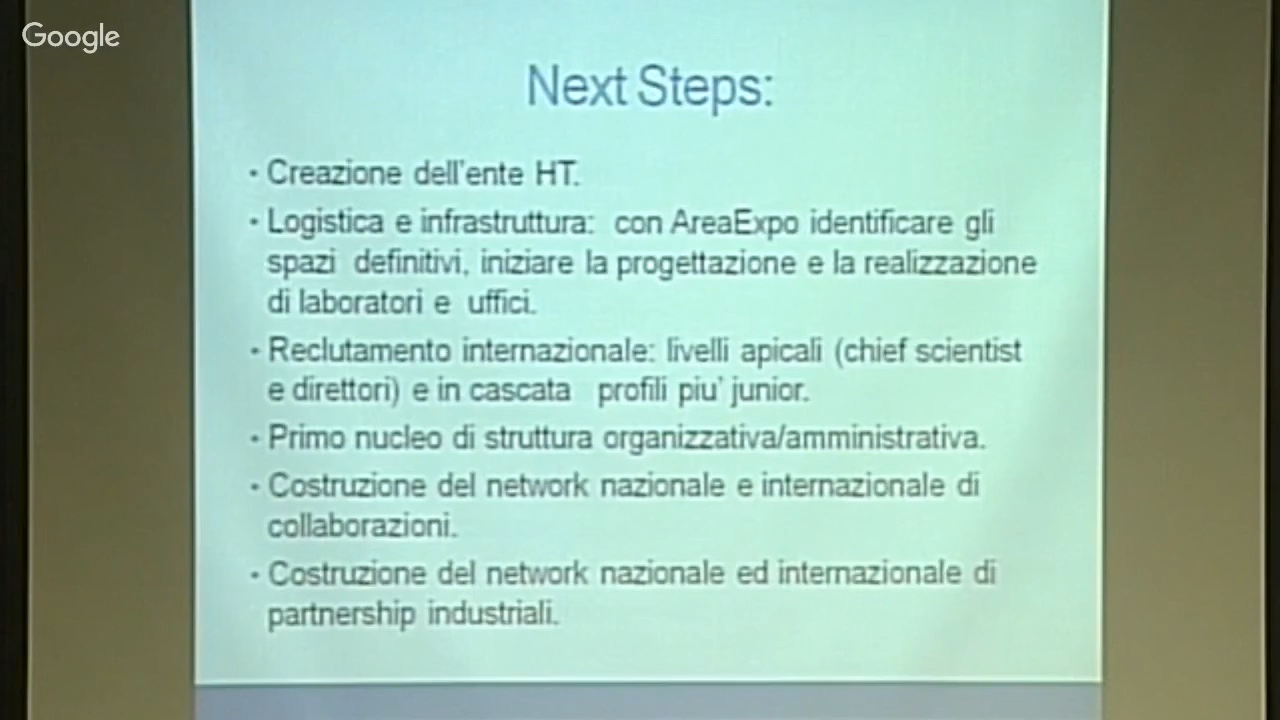 Google
Next Steps:
• Creazione dell'ente HT.
• Logistica e infrastruttura: con AreaExpo identificare gli
spazi definitivi, iniziare la progettazione e la realizzazione
di laboratori e uffici.
• Reclutamento internazionale: livelli apicali (chief scientist
e direttori) e in cascata profili piu' junior.
• Primo nucleo di struttura organizzativa/amministrativa.
• Costruzione del network nazionale e internazionale di
collaborazioni.
• Costruzione del network nazionale ed internazionale di
partnership industriali.